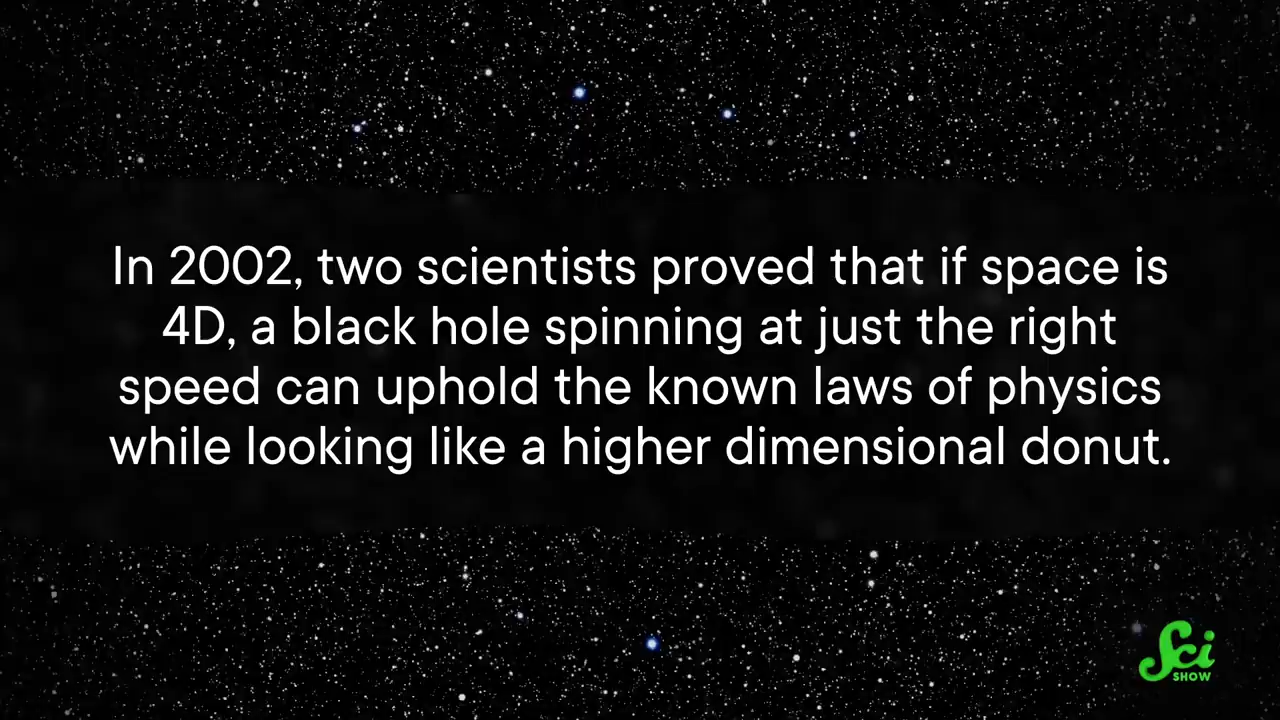 In 2002, two scientists proved that if space is
4D, a black hole spinning at just the right
speed can uphold the known laws of physics
while looking like a higher dimensional donut.
Sci
SHOW